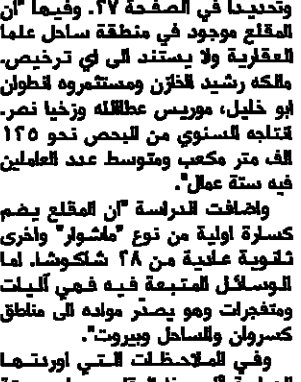 وتحديدا في الصفحة ٢٧. وفيها "ان
المقلع موجود في منطقة ساحل علما
العقارية ولا يستند الى اي ترخيص.
مالكه رشيد الخازن ومستثمروه انطوان
ابو خليل، موريس عطاالله وزخيا نصر.
انتاجه السنوي من البحص نحو ١٢٥
الف متر مكعب ومتوسط عدد العاملين
فيه ستة عمال".
واضافت الدراسة "ان المقلع يضم
كسارة اولية من نوع "ماشوار" واخرى
ثانوية عادية من ٢٨ شاكوشا. اما
الوسائل المتبعة فيه فهي آليات
ومتفجرات وهو يصدّر مواده الى مناطق
كسروان والساحل وبيروت".
وفي الملاحظات التي اوردتها